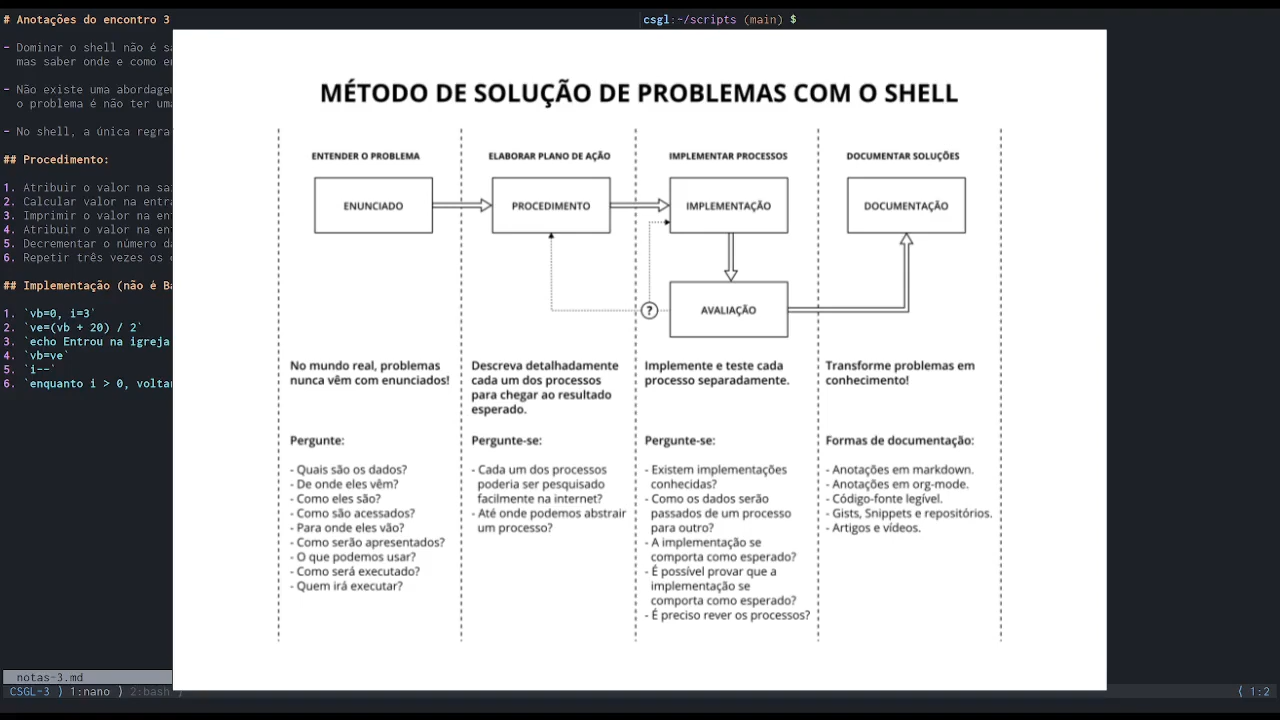 # Anotações do encontro 3
csgl:~/scripts (main) $
- Dominar o shell não é
mas saber onde e como
- Não existe uma
o problema é não ter
- No shell, a única regra
## Procedimento:
1. Atribuir o valor na
2. Calcular valor na
3. Imprimir o valor na
4. Atribuir o valor na
5. Decrementar o número
6. Repetir três vezes os
## Implementação (não é
1. `vb=0, i=3`
2. `ve=(vb + 20) / 2`
3. `echo Entrou na igreja
4. `vb=ve`
5. `i--`
6. `enquanto i > 0,
notas-3.md
CSGL-3 ⟩ 1:nano ⟩ 2:bash ⟩
⟨ 1:2
MÉTODO DE SOLUÇÃO DE PROBLEMAS COM O SHELL
ENTENDER O PROBLEMA
ENUNCIADO
No mundo real, problemas
nunca vêm com enunciados!
Pergunte:
- Quais são os dados?
- De onde eles vêm?
- Como eles são?
- Como são acessados?
- Para onde eles vão?
- Como serão apresentados?
- O que podemos usar?
- Como será executado?
- Quem irá executar?
ELABORAR PLANO DE AÇÃO
PROCEDIMENTO
Descreva detalhadamente
cada um dos processos
para chegar ao resultado
esperado.
Pergunte-se:
- Cada um dos processos
poderia ser pesquisado
facilmente na internet?
- Até onde podemos abstrair
um processo?
IMPLEMENTAR PROCESSOS
IMPLEMENTAÇÃO
?
AVALIAÇÃO
Implemente e teste cada
processo separadamente.
Pergunte-se:
- Existem implementações
conhecidas?
- Como os dados serão
passados de um processo
para outro?
- A implementação se
comporta como esperado?
- É possível provar que a
implementação se
comporta como esperado?
- É preciso rever os processos?
DOCUMENTAR SOLUÇÕES
DOCUMENTAÇÃO
Transforme problemas em
conhecimento!
Formas de documentação:
- Anotações em markdown.
- Anotações em org-mode.
- Código-fonte legível.
- Gists, Snippets e repositórios.
- Artigos e vídeos.